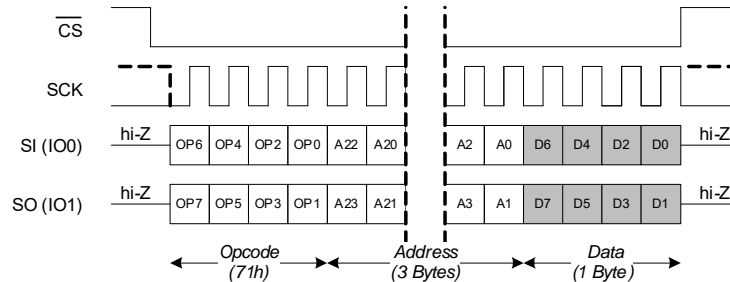 CS
SCK
hi-Z hi-Z
SI (IO0) OP6 OP4 OP2 OP0 A22 A20 A2 A0 D6 D4 D2 D0
hi-Z hi-Z
SO (IO1) OP7 OP5 OP3 OP1 A23 A21 A3 A1 D7 D5 D3 D1
Opcode Address Data
(71h) (3 Bytes) (1 Byte)